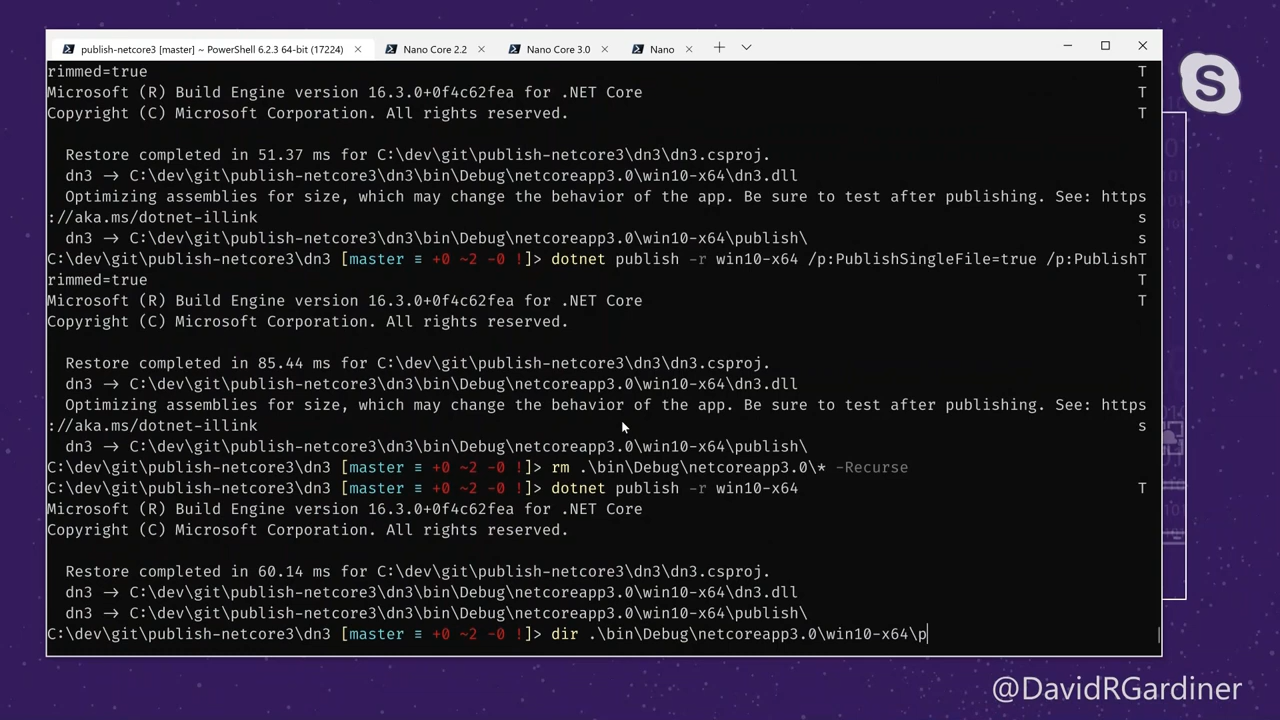 publish-netcore3 [master] ~ PowerShell 6.2.3 64-bit (17224)
Nano Core 2.2
Nano Core 3.0
Nano
rimmed=true T
Microsoft (R) Build Engine version 16.3.0+0f4c62fea for .NET Core T
Copyright (C) Microsoft Corporation. All rights reserved. T
Restore completed in 51.37 ms for C:\dev\git\publish-netcore3\dn3\dn3.csproj.
dn3 -> C:\dev\git\publish-netcore3\dn3\bin\Debug\netcoreapp3.0\win10-x64\dn3.dll
Optimizing assemblies for size, which may change the behavior of the app. Be sure to test after publishing. See: https
://aka.ms/dotnet-illink s
dn3 -> C:\dev\git\publish-netcore3\dn3\bin\Debug\netcoreapp3.0\win10-x64\publish\ s
C:\dev\git\publish-netcore3\dn3 [master ≡ +0 ~2 -0 !]> dotnet publish -r win10-x64 /p:PublishSingleFile=true /p:PublishT
rimmed=true T
Microsoft (R) Build Engine version 16.3.0+0f4c62fea for .NET Core T
Copyright (C) Microsoft Corporation. All rights reserved.
Restore completed in 85.44 ms for C:\dev\git\publish-netcore3\dn3\dn3.csproj.
dn3 -> C:\dev\git\publish-netcore3\dn3\bin\Debug\netcoreapp3.0\win10-x64\dn3.dll
Optimizing assemblies for size, which may change the behavior of the app. Be sure to test after publishing. See: https
://aka.ms/dotnet-illink s
dn3 -> C:\dev\git\publish-netcore3\dn3\bin\Debug\netcoreapp3.0\win10-x64\publish\
C:\dev\git\publish-netcore3\dn3 [master ≡ +0 ~2 -0 !]> rm .\bin\Debug\netcoreapp3.0\* -Recurse
C:\dev\git\publish-netcore3\dn3 [master ≡ +0 ~2 -0 !]> dotnet publish -r win10-x64 T
Microsoft (R) Build Engine version 16.3.0+0f4c62fea for .NET Core
Copyright (C) Microsoft Corporation. All rights reserved.
Restore completed in 60.14 ms for C:\dev\git\publish-netcore3\dn3\dn3.csproj.
dn3 -> C:\dev\git\publish-netcore3\dn3\bin\Debug\netcoreapp3.0\win10-x64\dn3.dll
dn3 -> C:\dev\git\publish-netcore3\dn3\bin\Debug\netcoreapp3.0\win10-x64\publish\
C:\dev\git\publish-netcore3\dn3 [master ≡ +0 ~2 -0 !]> dir .\bin\Debug\netcoreapp3.0\win10-x64\p
S
@DavidRGardiner